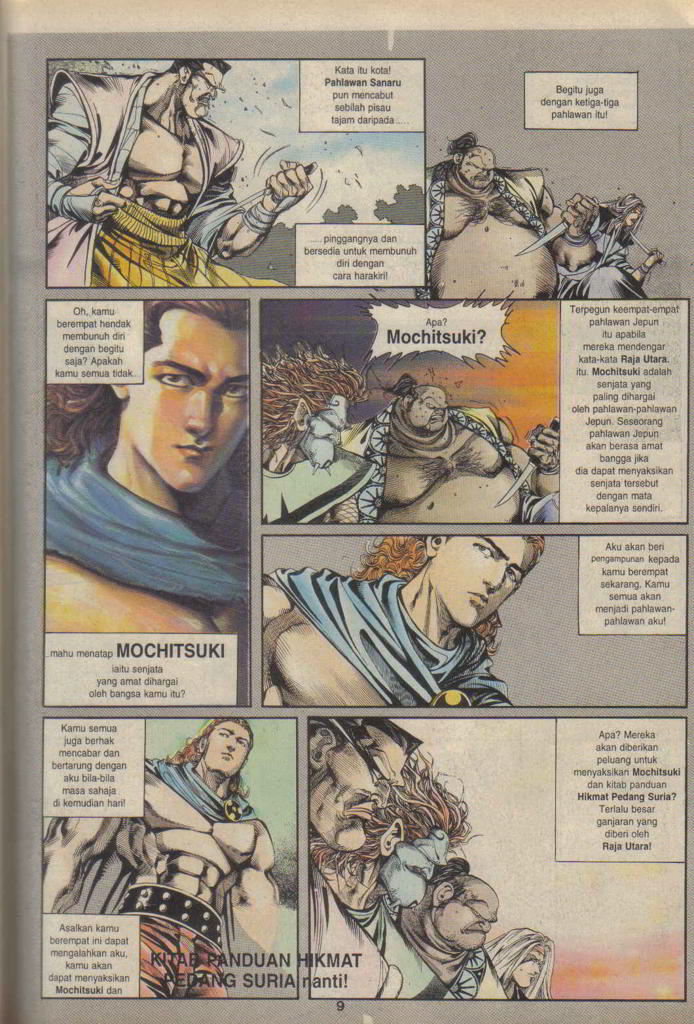 Kata itu kota!
Pahlawan Sanaru
pun mencabut
sebilah pisau
tajam daripada.....
.....pinggangnya dan
bersedia untuk membunuh
diri dengan
cara harakiri!
Begitu juga
dengan ketiga-tiga
pahlawan itu!
Oh, kamu
berempat hendak
membunuh diri
dengan begitu
saja? Apakah
kamu semua tidak..
..mahu menatap MOCHITSUKI
iaitu senjata
yang amat dihargai
oleh bangsa kamu itu?
Apa?
Mochitsuki?
Terpegun keempat-empat
pahlawan Jepun
itu apabila
mereka mendengar
kata-kata Raja Utara.
itu. Mochitsuki adalah
senjata yang
paling dihargai
oleh pahlawan-pahlawan
Jepun. Seseorang
pahlawan Jepun
akan berasa amat
bangga jika
dia dapat menyaksikan
senjata tersebut
dengan mata
kepalanya sendiri.
Aku akan beri
pengampunan kepada
kamu berempat
sekarang. Kamu
semua akan
menjadi pahlawan-
pahlawan aku!
Kamu semua
juga berhak
mencabar dan
bertarung dengan
aku bila-bila
masa sahaja
di kemudian hari!
Asalkan kamu
berempat ini dapat
mengalahkan aku,
kamu akan
dapat menyaksikan
Mochitsuki dan
KITAB PANDUAN HIKMAT
PEDANG SURIA nanti!
Apa? Mereka
akan diberikan
peluang untuk
menyaksikan Mochitsuki
dan kitab panduan
Hikmat Pedang Suria?
Terlalu besar
ganjaran yang
diberi oleh
Raja Utara!
9